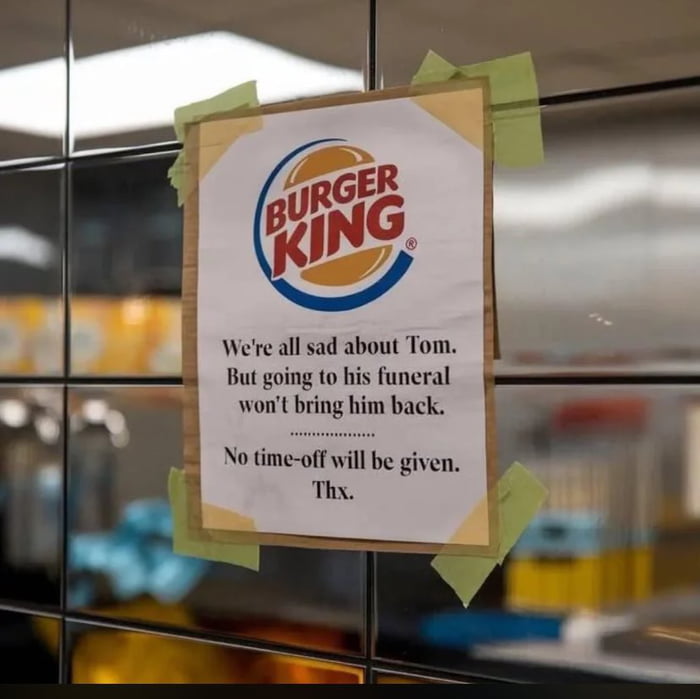 BURGER
KING®
We're all sad about Tom.
But going to his funeral
won't bring him back.
....................
No time-off will be given.
Thx.